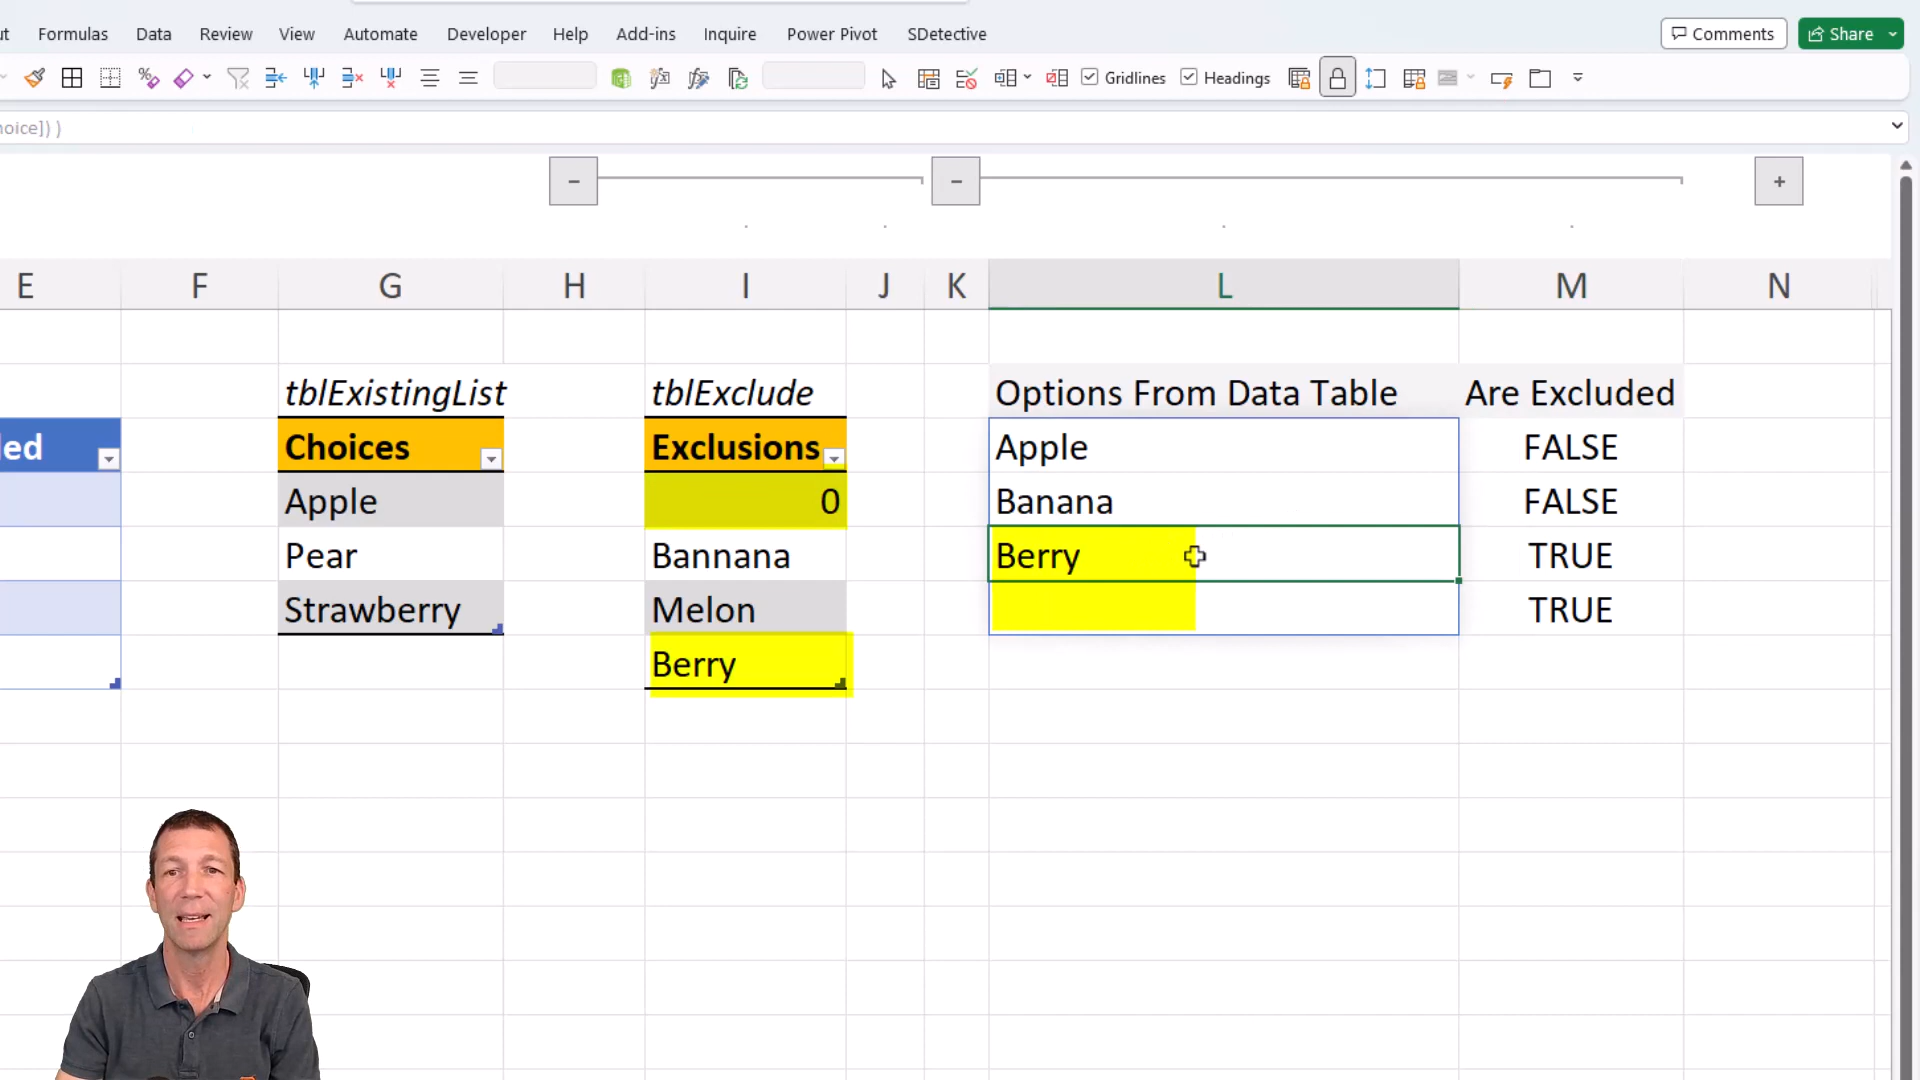 Formulas Data Review View Automate Developer Help Add-ins Inquire Power Pivot SDetective Comments Share
Gridlines Headings
hoice]) )
E F G H I J K L M N
tblExistingList tblExclude Options From Data Table Are Excluded
led Choices Exclusions Apple FALSE
Apple 0 Banana FALSE
Pear Bannana Berry TRUE
Strawberry Melon TRUE
Berry